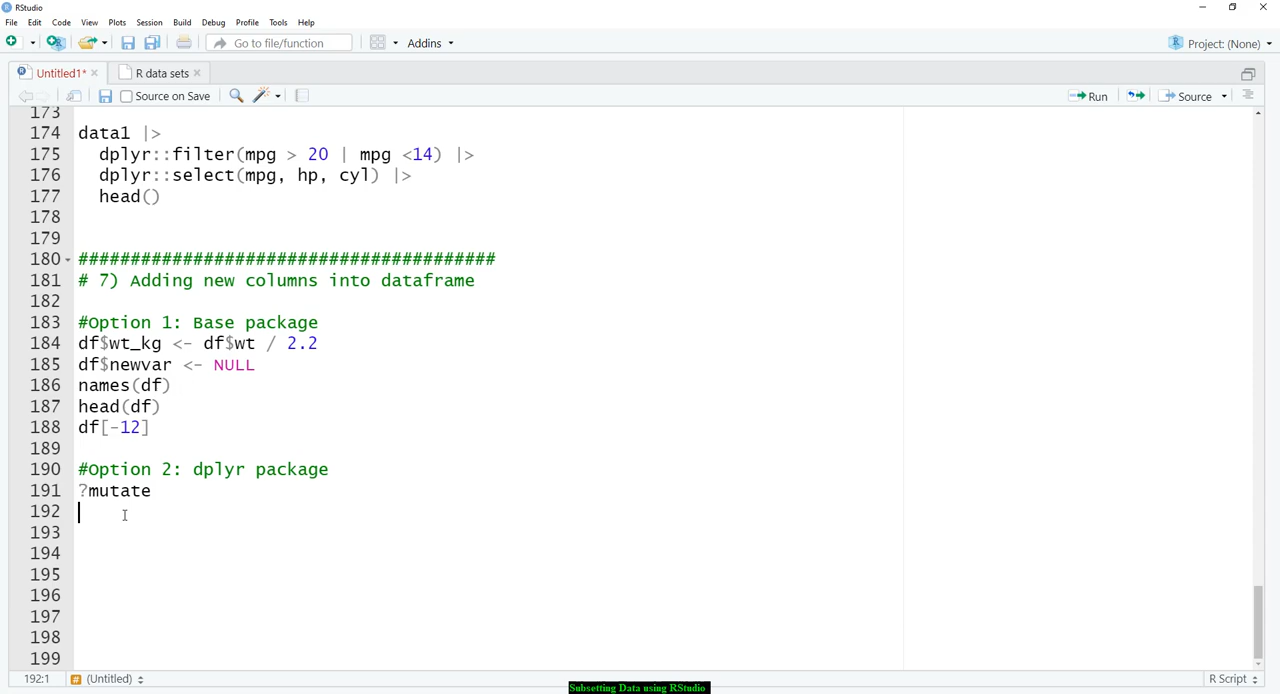 RStudio
File Edit Code View Plots Session Build Debug Profile Tools Help
Go to file/function Addins Project: (None)
Untitled1* R data sets
Source on Save Run Source
173
174 data1 |>
175 dplyr::filter(mpg > 20 | mpg <14) |>
176 dplyr::select(mpg, hp, cyl) |>
177 head()
178
179
180 ########################################
181 # 7) Adding new columns into dataframe
182
183 #Option 1: Base package
184 df$wt_kg <- df$wt / 2.2
185 df$newvar <- NULL
186 names(df)
187 head(df)
188 df[-12]
189
190 #Option 2: dplyr package
191 ?mutate
192
193
194
195
196
197
198
199
192:1 # (Untitled) R Script
Subsetting Data using RStudio